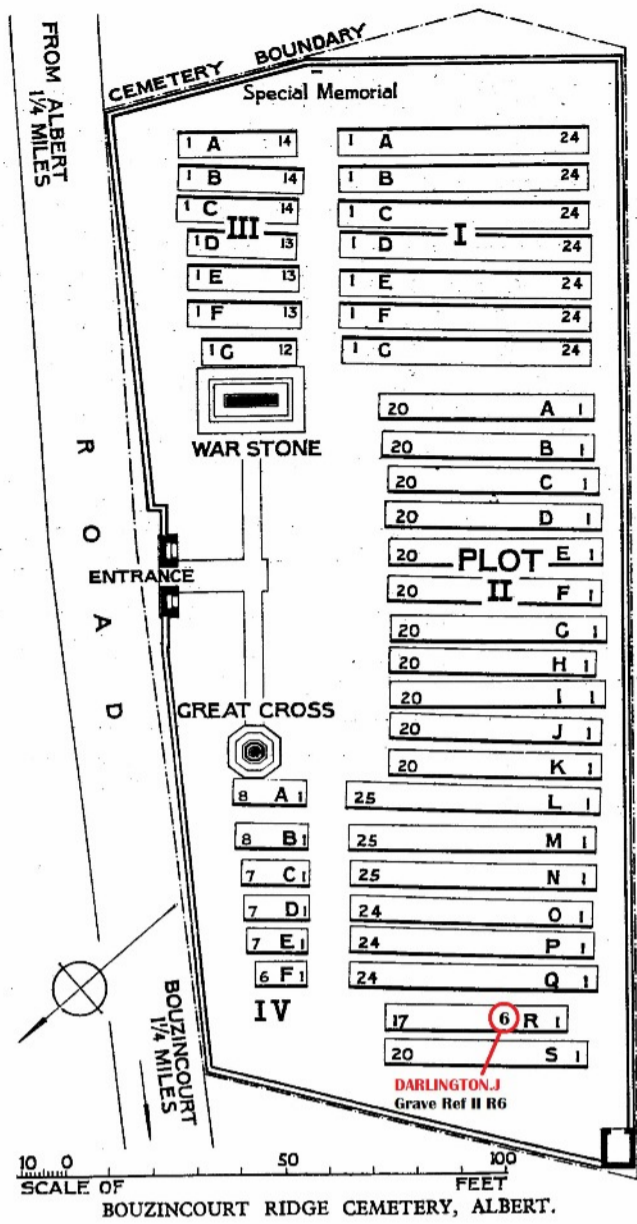 FROM ALBERT
1¼ MILES
CEMETERY BOUNDARY
Special Memorial
1 A 14
1 B 14
1 C 14
III
1 D 13
1 E 13
1 F 13
1 G 12
1 A 24
1 B 24
1 C 24
I
1 D 24
1 E 24
1 F 24
1 G 24
WAR STONE
ROAD
ENTRANCE
20 A 1
20 B 1
20 C 1
20 D 1
20 E 1
PLOT
II
20 F 1
20 G 1
20 H 1
20 I 1
20 J 1
20 K 1
25 L 1
25 M 1
25 N 1
24 O 1
24 P 1
24 Q 1
17 6 R 1
20 S 1
GREAT CROSS
8 A 1
8 B 1
7 C 1
7 D 1
7 E 1
6 F 1
IV
BOUZINCOURT
1¼ MILES
DARLINGTON.J
Grave Ref II R6
10 0 50 100
SCALE OF FEET
BOUZINCOURT RIDGE CEMETERY, ALBERT.